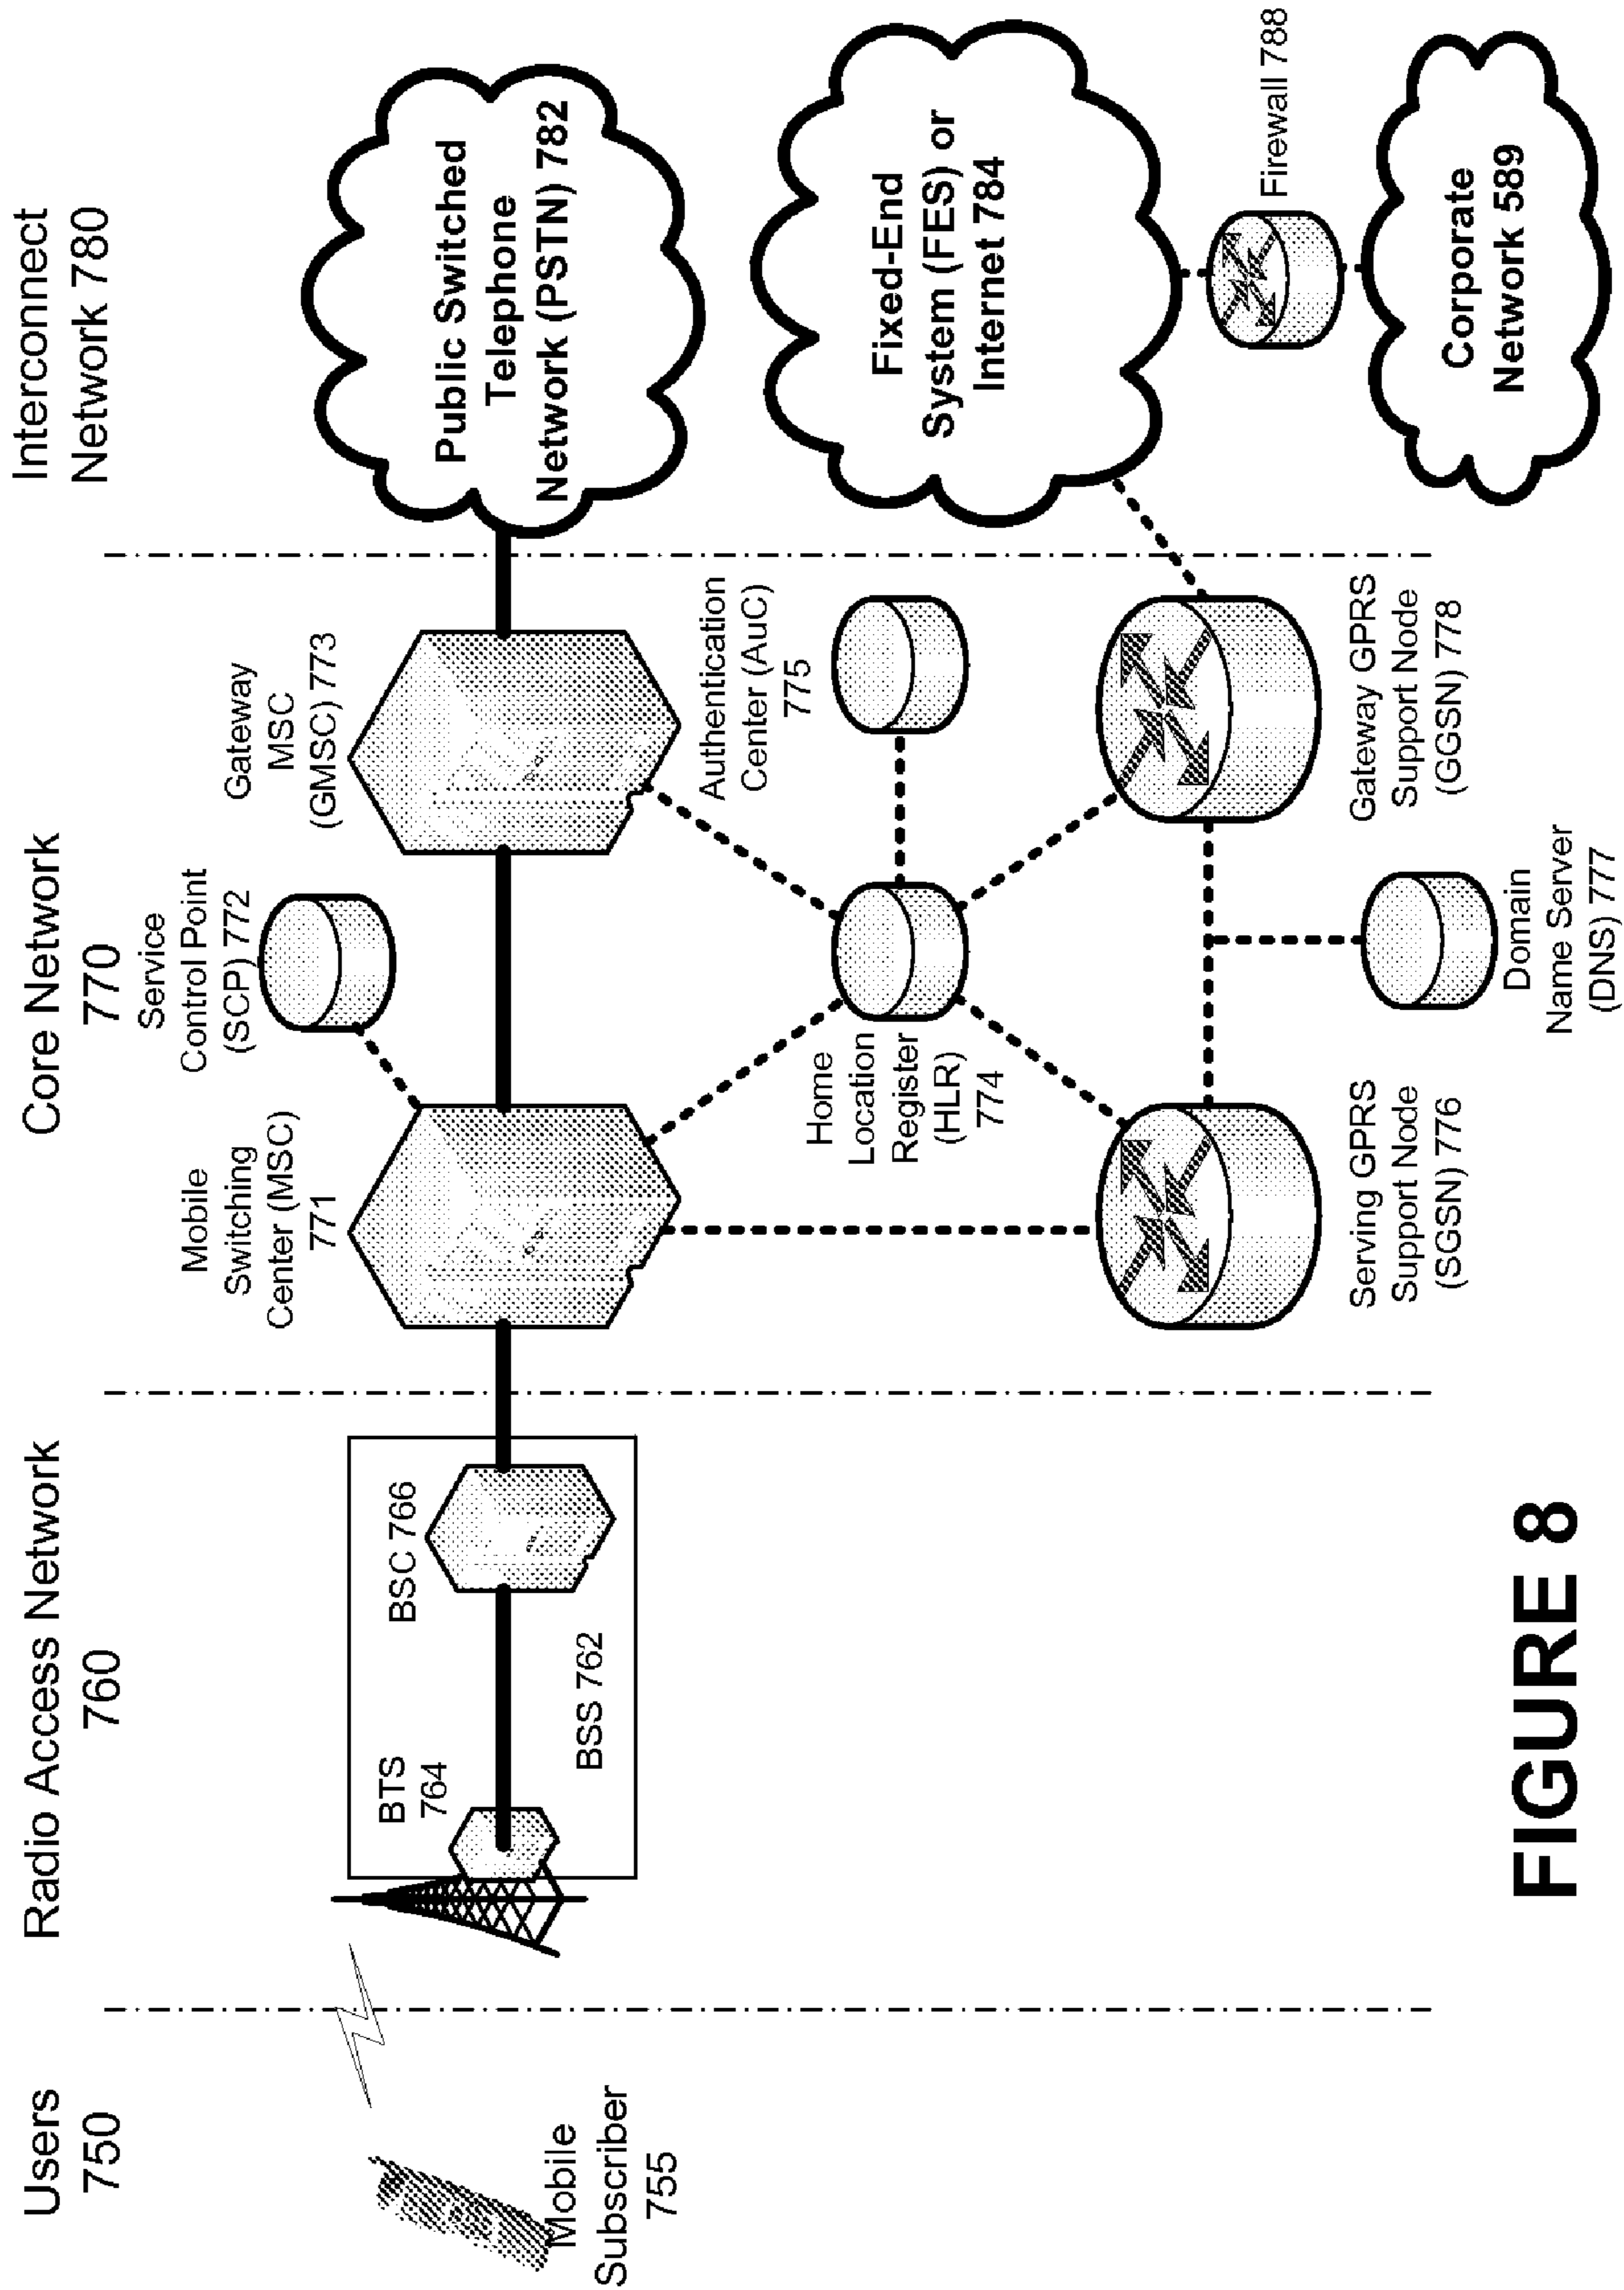 Users
750
Radio Access Network
760
Core Network
770
Interconnect
Network 780
Mobile
Subscriber
755
BTS
764
BSC 766
BSS 762
Mobile
Switching
Center (MSC)
771
Service
Control Point
(SCP) 772
Gateway
MSC
(GMSC) 773
Public Switched
Telephone
Network (PSTN) 782
Home
Location
Register
(HLR)
774
Authentication
Center (AuC)
775
Fixed-End
System (FES) or
Internet 784
Serving GPRS
Support Node
(SGSN) 776
Domain
Name Server
(DNS) 777
Gateway GPRS
Support Node
(GGSN) 778
Firewall 788
Corporate
Network 589
FIGURE 8